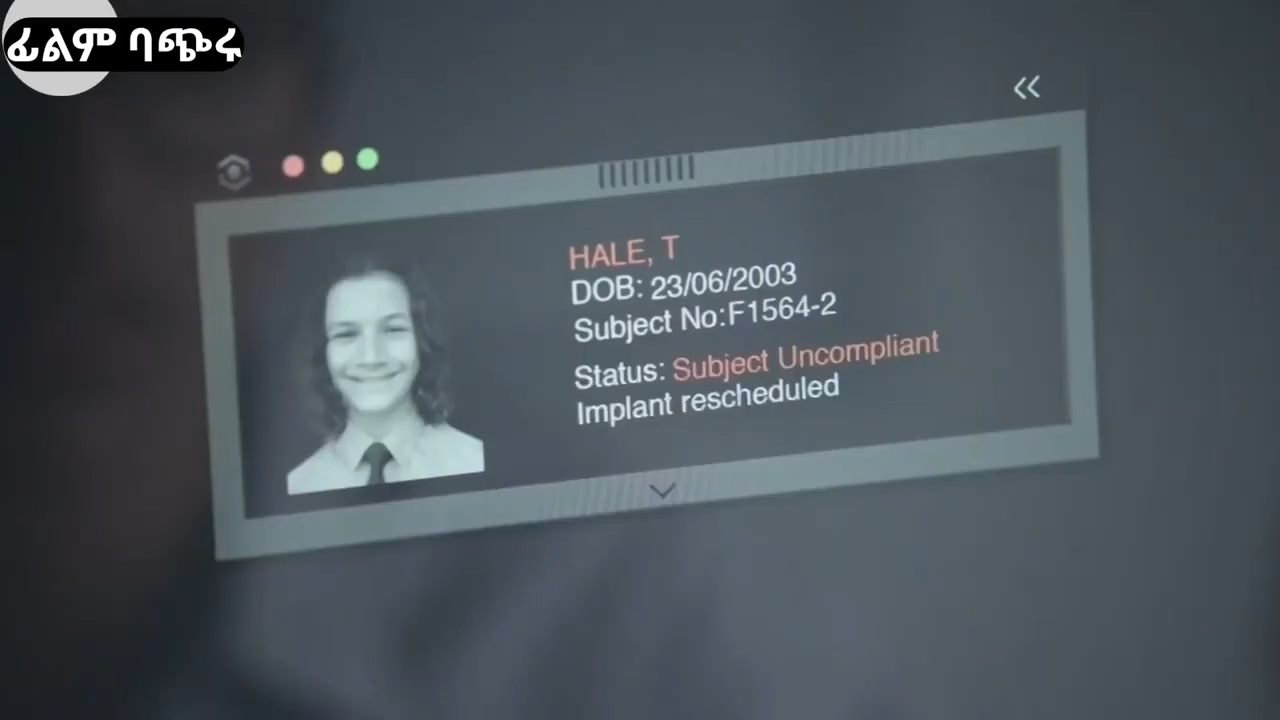 ፊልም ባጭሩ
HALE, T
DOB: 23/06/2003
Subject No:F1564-2
Status: Subject Uncompliant
Implant rescheduled